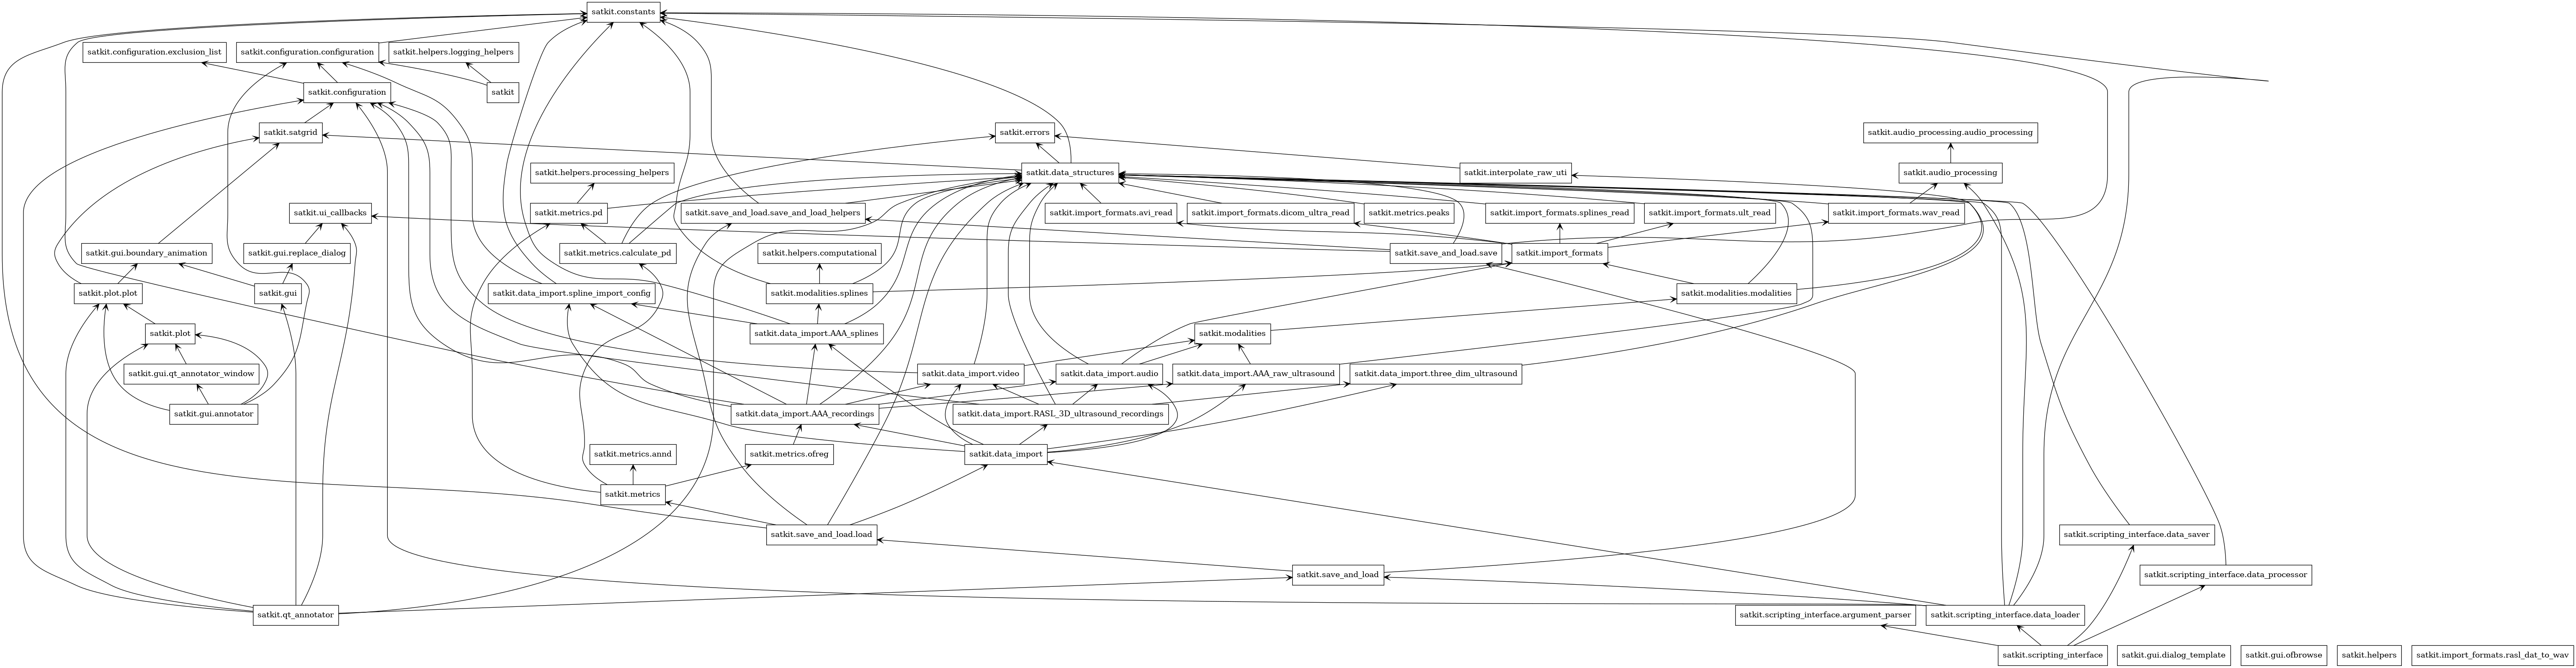 satkit.constants
satkit.configuration.exclusion_list
satkit.configuration.configuration
satkit.helpers.logging_helpers
satkit.configuration
satkit
satkit.satgrid
satkit.errors
satkit.audio_processing.audio_processing
satkit.helpers.processing_helpers
satkit.data_structures
satkit.interpolate_raw_uti
satkit.audio_processing
satkit.ui_callbacks
satkit.metrics.pd
satkit.save_and_load.save_and_load_helpers
satkit.import_formats.avi_read
satkit.import_formats.dicom_ultra_read
satkit.metrics.peaks
satkit.import_formats.splines_read
satkit.import_formats.ult_read
satkit.import_formats.wav_read
satkit.gui.boundary_animation
satkit.gui.replace_dialog
satkit.metrics.calculate_pd
satkit.helpers.computational
satkit.save_and_load.save
satkit.import_formats
satkit.plot.plot
satkit.gui
satkit.data_import.spline_import_config
satkit.modalities.splines
satkit.modalities.modalities
satkit.plot
satkit.data_import.AAA_splines
satkit.modalities
satkit.gui.qt_annotator_window
satkit.data_import.video
satkit.data_import.audio
satkit.data_import.AAA_raw_ultrasound
satkit.data_import.three_dim_ultrasound
satkit.gui.annotator
satkit.data_import.AAA_recordings
satkit.data_import.RASL_3D_ultrasound_recordings
satkit.metrics.annd
satkit.metrics.ofreg
satkit.data_import
satkit.metrics
satkit.save_and_load.load
satkit.scripting_interface.data_saver
satkit.save_and_load
satkit.scripting_interface.data_processor
satkit.qt_annotator
satkit.scripting_interface.argument_parser
satkit.scripting_interface.data_loader
satkit.scripting_interface
satkit.gui.dialog_template
satkit.gui.ofbrowse
satkit.helpers
satkit.import_formats.rasl_dat_to_wav